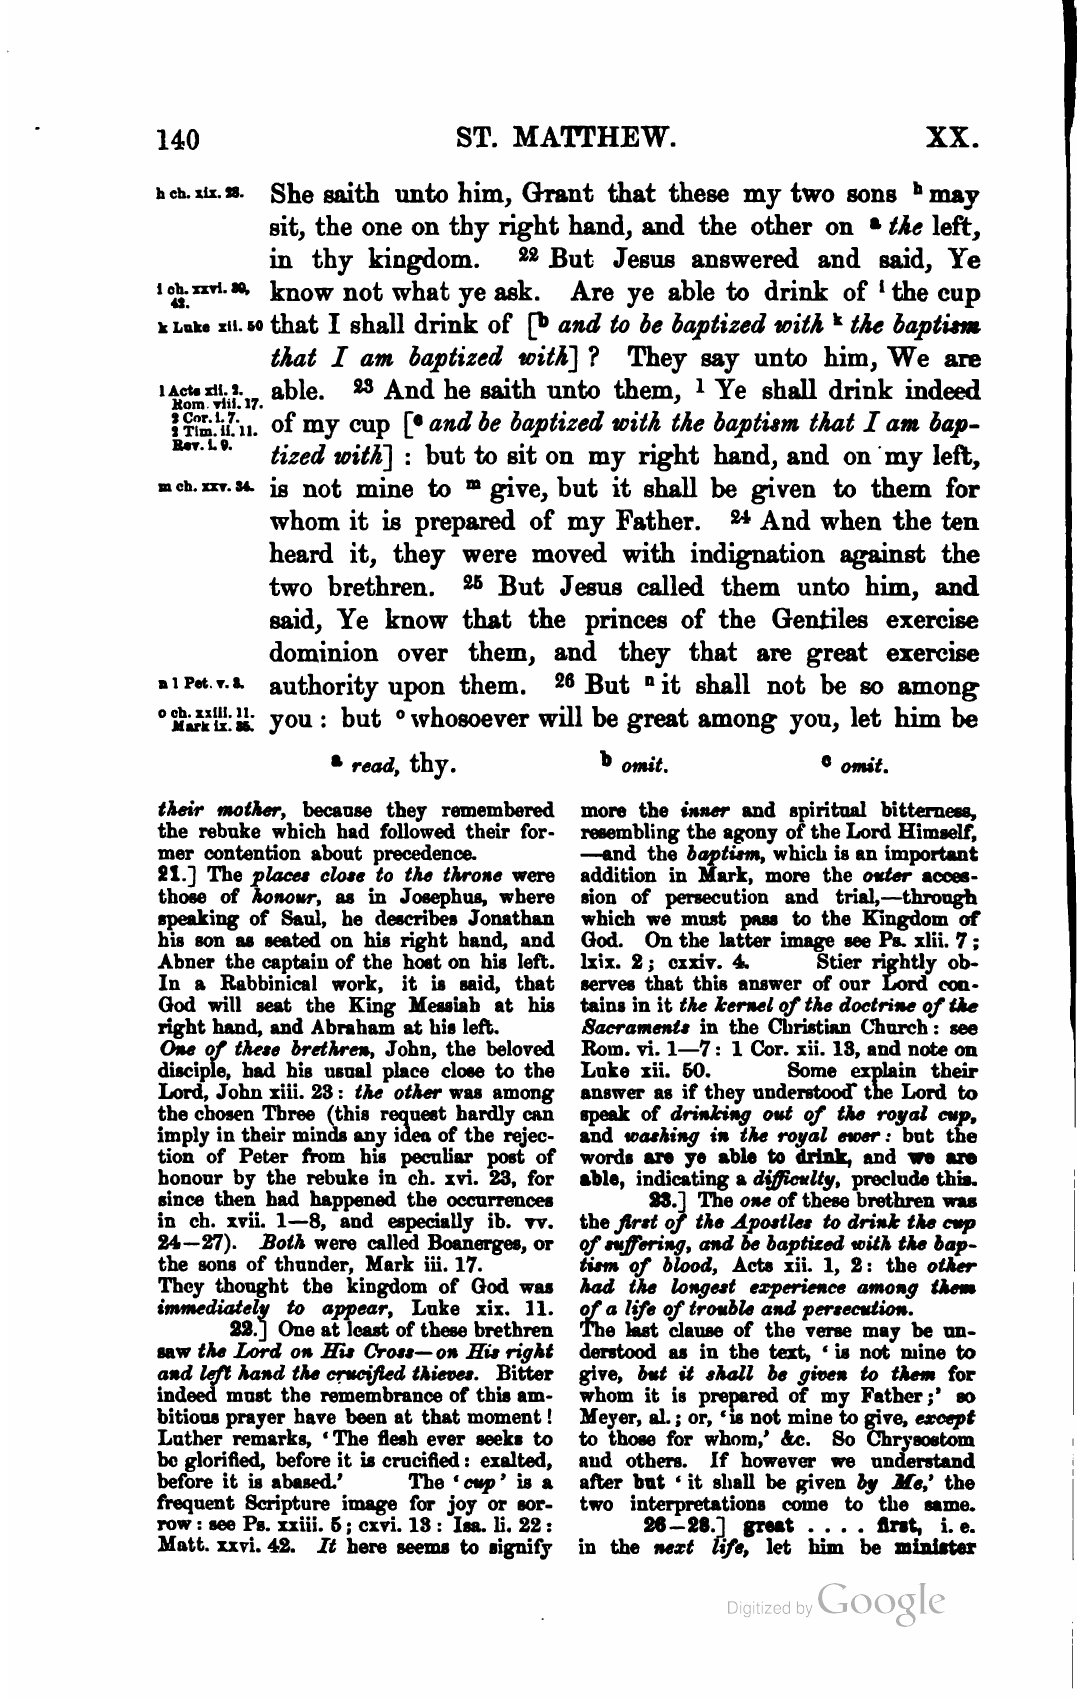 140 ST. MATTHEW. XX.
h ch. xix. 28. She saith unto him, Grant that these my two sons h may
sit, the one on thy right hand, and the other on a the left,
in thy kingdom. 22 But Jesus answered and said, Ye
i ch. xxvi. 39, know not what ye ask. Are ye able to drink of i the cup
42.
k Luke xii. 50 that I shall drink of [b and to be baptized with k the baptism
that I am baptized with] ? They say unto him, We are
l Acts xii. 2. able. 23 And he saith unto them, l Ye shall drink indeed
Rom. viii. 17.
2 Cor. i. 7. of my cup [c and be baptized with the baptism that I am bap-
2 Tim. ii. 11.
Rev. i. 9. tized with] : but to sit on my right hand, and on my left,
m ch. xxv. 34. is not mine to m give, but it shall be given to them for
whom it is prepared of my Father. 24 And when the ten
heard it, they were moved with indignation against the
two brethren. 25 But Jesus called them unto him, and
said, Ye know that the princes of the Gentiles exercise
dominion over them, and they that are great exercise
n 1 Pet. v. 3. authority upon them. 26 But n it shall not be so among
o ch. xxiii. 11. you : but o whosoever will be great among you, let him be
Mark ix. 35.
a read, thy. b omit. c omit.
their mother, because they remembered
the rebuke which had followed their for-
mer contention about precedence.
21.] The places close to the throne were
those of honour, as in Josephus, where
speaking of Saul, he describes Jonathan
his son as seated on his right hand, and
Abner the captain of the host on his left.
In a Rabbinical work, it is said, that
God will seat the King Messiah at his
right hand, and Abraham at his left.
One of these brethren, John, the beloved
disciple, had his usual place close to the
Lord, John xiii. 23 : the other was among
the chosen Three (this request hardly can
imply in their minds any idea of the rejec-
tion of Peter from his peculiar post of
honour by the rebuke in ch. xvi. 23, for
since then had happened the occurrences
in ch. xvii. 1—8, and especially ib. vv.
24—27). Both were called Boanerges, or
the sons of thunder, Mark iii. 17.
They thought the kingdom of God was
immediately to appear, Luke xix. 11.
22.] One at least of these brethren
saw the Lord on His Cross—on His right
and left hand the crucified thieves. Bitter
indeed must the remembrance of this am-
bitious prayer have been at that moment !
Luther remarks, ‘The flesh ever seeks to
be glorified, before it is crucified : exalted,
before it is abased.’ The ‘cup’ is a
frequent Scripture image for joy or sor-
row : see Ps. xxiii. 5 ; cxvi. 13 : Isa. li. 22 :
Matt. xxvi. 42. It here seems to signify
more the inner and spiritual bitterness,
resembling the agony of the Lord Himself,
—and the baptism, which is an important
addition in Mark, more the outer acces-
sion of persecution and trial,—through
which we must pass to the Kingdom of
God. On the latter image see Ps. xlii. 7 ;
lxix. 2 ; cxxiv. 4. Stier rightly ob-
serves that this answer of our Lord con-
tains in it the kernel of the doctrine of the
Sacraments in the Christian Church : see
Rom. vi. 1—7 : 1 Cor. xii. 13, and note on
Luke xii. 50. Some explain their
answer as if they understood the Lord to
speak of drinking out of the royal cup,
and washing in the royal ewer : but the
words are ye able to drink, and we are
able, indicating a difficulty, preclude this.
23.] The one of these brethren was
the first of the Apostles to drink the cup
of suffering, and be baptized with the bap-
tism of blood, Acts xii. 1, 2 : the other
had the longest experience among them
of a life of trouble and persecution.
The last clause of the verse may be un-
derstood as in the text, ‘is not mine to
give, but it shall be given to them for
whom it is prepared of my Father ;’ so
Meyer, al. ; or, ‘is not mine to give, except
to those for whom,’ &c. So Chrysostom
and others. If however we understand
after but ‘it shall be given by Me,’ the
two interpretations come to the same.
26—28.] great . . . . first, i. e.
in the next life, let him be minister
Digitized by Google